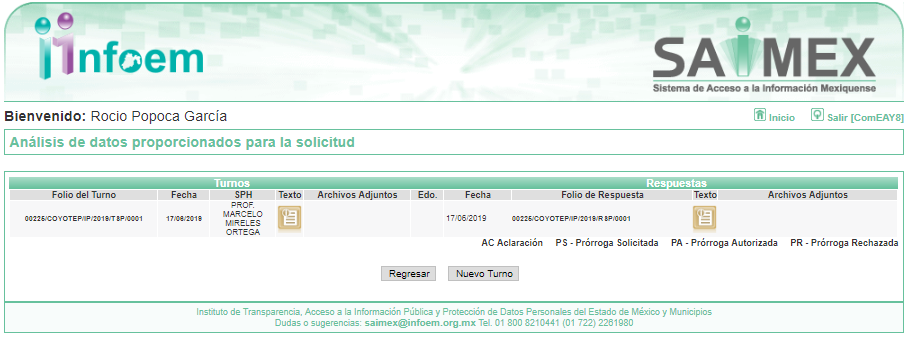 infoem
SAIMEX
Sistema de Acceso a la Información Mexiquense
Bienvenido: Rocio Popoca García
Inicio Salir [ComEAY8]
Análisis de datos proporcionados para la solicitud
Turnos Respuestas
Folio del Turno Fecha SPH Texto Archivos Adjuntos Edo. Fecha Folio de Respuesta Texto Archivos Adjuntos
00225/COYOTEP/IP/2019/TSP/0001 17/05/2019 PROF. MARCELO MIRELES ORTEGA 17/05/2019 00225/COYOTEP/IP/2019/RSP/0001
AC Aclaración PS - Prórroga Solicitada PA - Prórroga Autorizada PR - Prórroga Rechazada
Regresar Nuevo Turno
Instituto de Transparencia, Acceso a la Información Pública y Protección de Datos Personales del Estado de México y Municipios
Dudas o sugerencias: saimex@infoem.org.mx Tel. 01 800 8210441 (01 722) 2261980